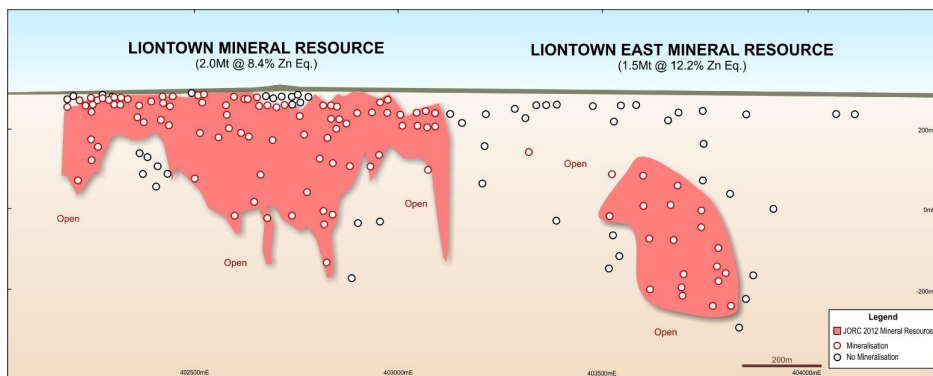 LIONTOWN MINERAL RESOURCE
(2.0Mt @ 8.4% Zn Eq.)
LIONTOWN EAST MINERAL RESOURCE
(1.5Mt @ 12.2% Zn Eq.)
200m
Open
Open
Open
Open
0m
Open
-200m
Legend
JORC 2012 Mineral Resource
Mineralisation
No Mineralisation
200m
402500mE
403000mE
403500mE
404000mE